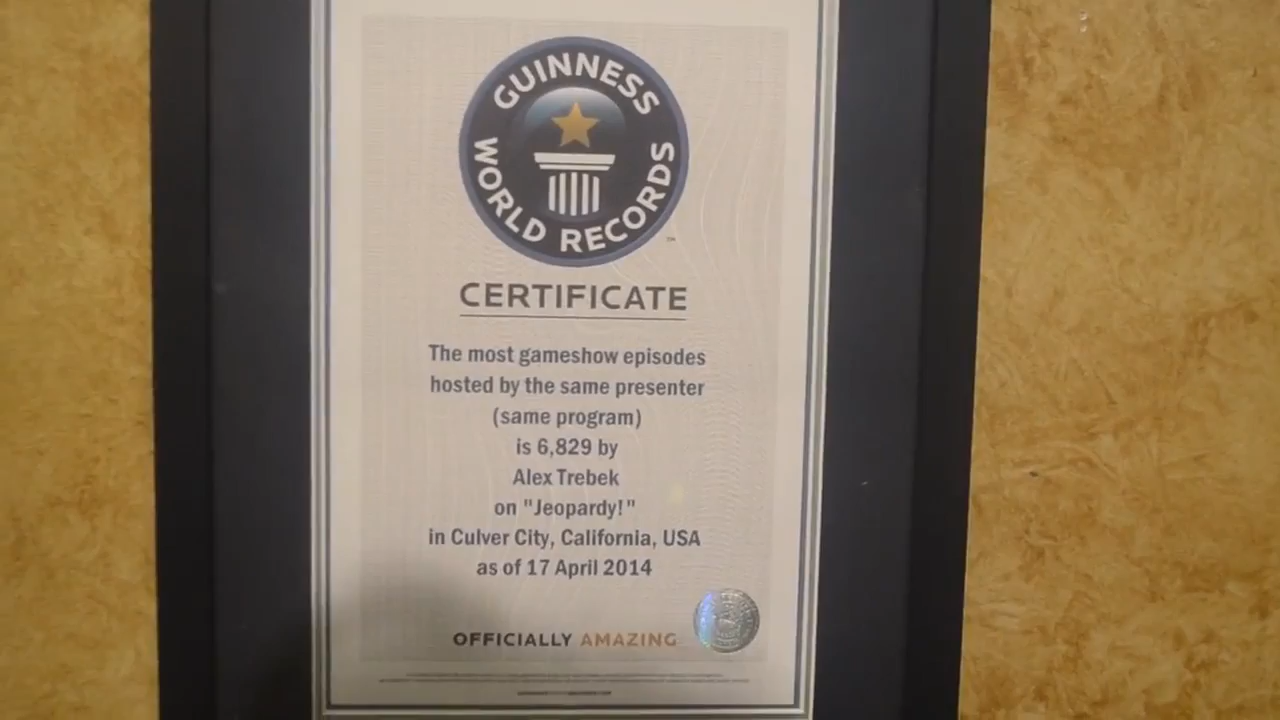 GUINNESS
WORLD RECORDS
™
CERTIFICATE
The most gameshow episodes
hosted by the same presenter
(same program)
is 6,829 by
Alex Trebek
on "Jeopardy!"
in Culver City, California, USA
as of 17 April 2014
OFFICIALLY AMAZING